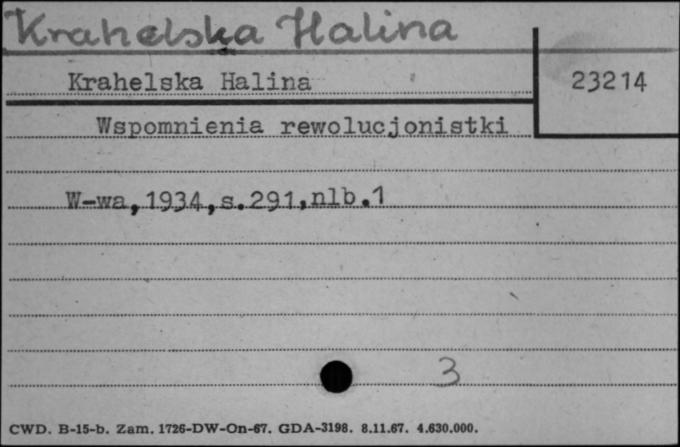 Krahelska Halina
Krahelska Halina
23214
Wspomnienia rewolucjonistki
W-wa,1934,s.291,nlb.1
3
CWD. B-15-b. Zam. 1726-DW-On-67. GDA-3198. 8.11.67. 4.630.000.